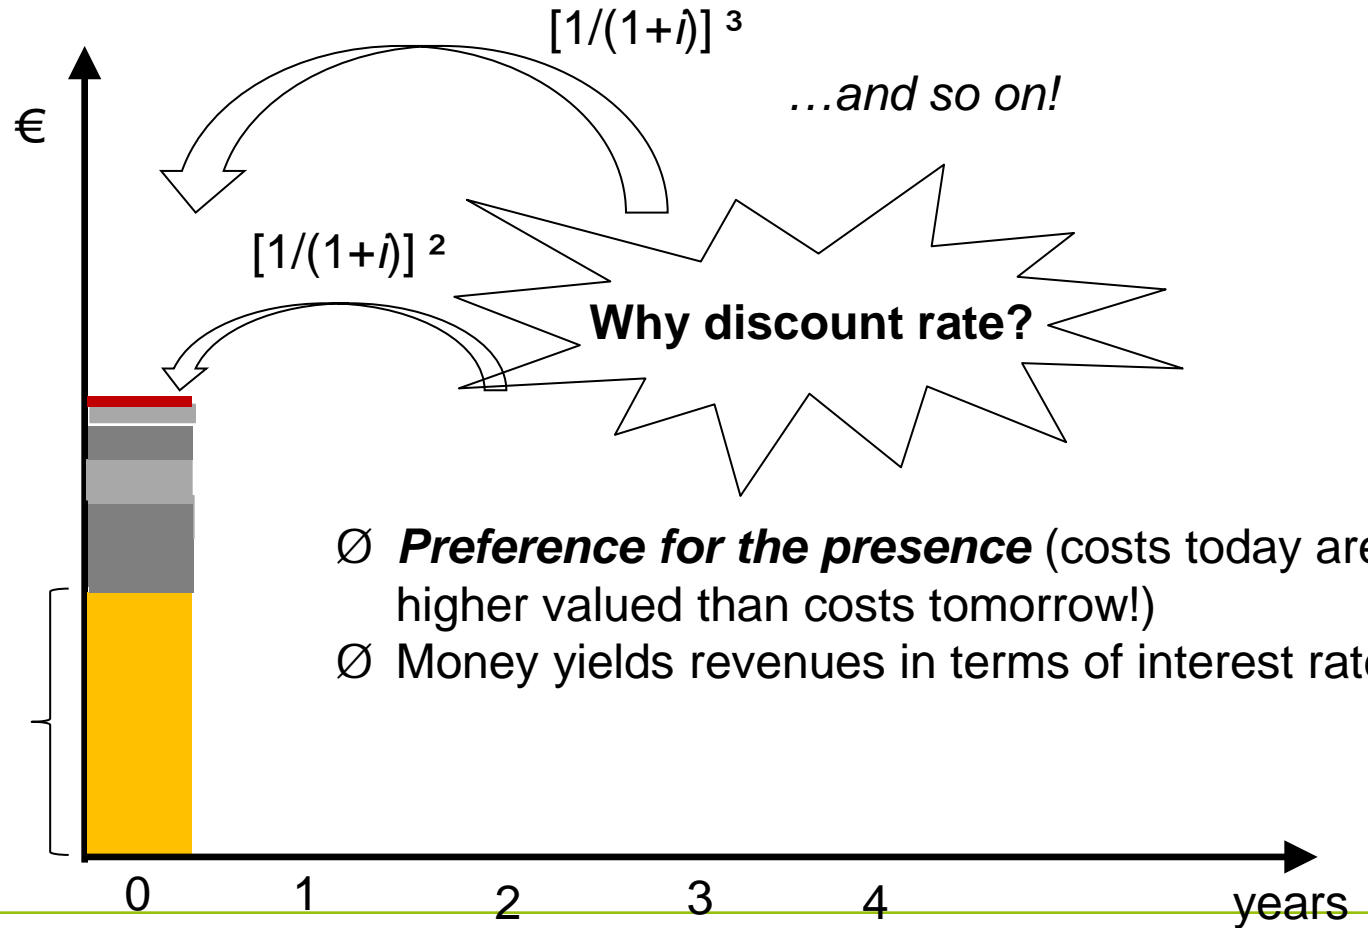 [1/(1+i)] ³
…and so on!
€
[1/(1+i)] ²
Why discount rate?
Ø Preference for the presence (costs today are
higher valued than costs tomorrow!)
Ø Money yields revenues in terms of interest rate
0 1 2 3 4 years